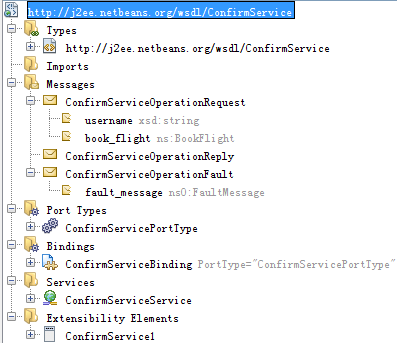 http://j2ee.netbeans.org/wsdl/ConfirmService
Types
http://j2ee.netbeans.org/wsdl/ConfirmService
Imports
Messages
ConfirmServiceOperationRequest
username xsd:string
book_flight ns:BookFlight
ConfirmServiceOperationReply
ConfirmServiceOperationFault
fault_message ns0:FaultMessage
Port Types
ConfirmServicePortType
Bindings
ConfirmServiceBinding PortType="ConfirmServicePortType"
Services
ConfirmServiceService
Extensibility Elements
ConfirmService1